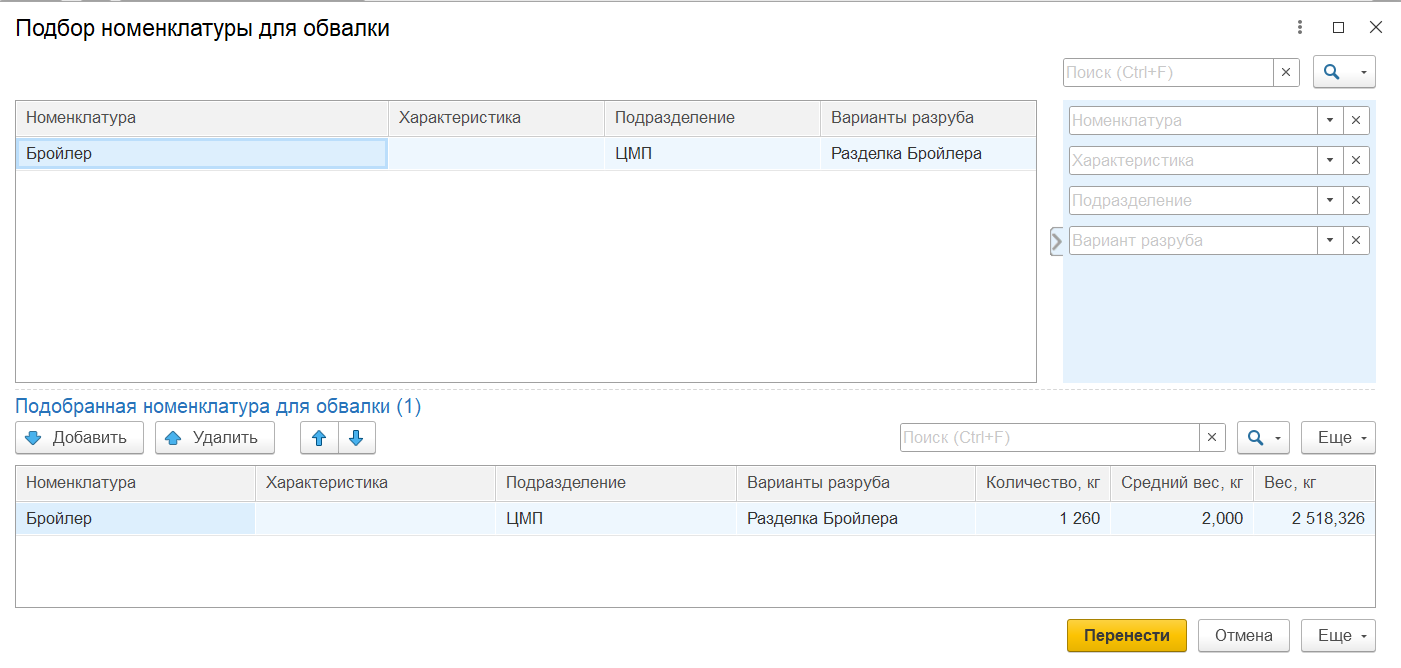 Подбор номенклатуры для обвалки
Поиск (Ctrl+F)
Номенклатура Характеристика Подразделение Варианты разруба
Бройлер ЦМП Разделка Бройлера
Номенклатура
Характеристика
Подразделение
Вариант разруба
Подобранная номенклатура для обвалки (1)
Добавить Удалить Поиск (Ctrl+F) Еще
Номенклатура Характеристика Подразделение Варианты разруба Количество, кг Средний вес, кг Вес, кг
Бройлер ЦМП Разделка Бройлера 1 260 2,000 2 518,326
Перенести Отмена Еще